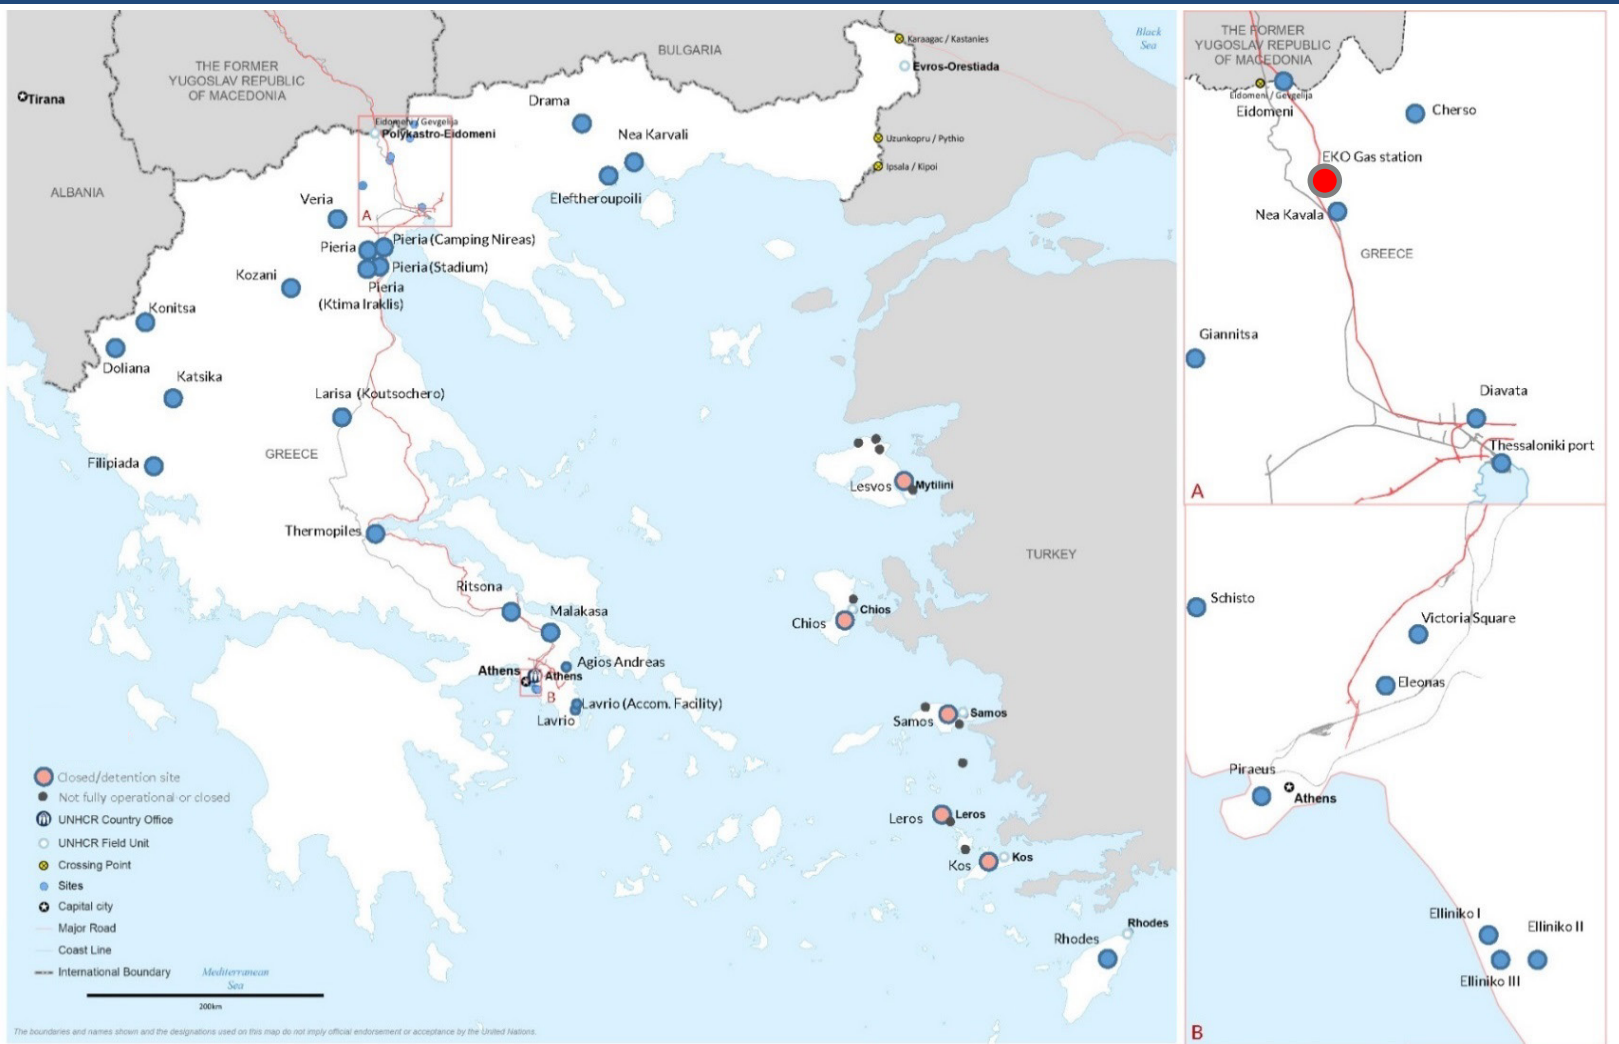 BULGARIA
Black
Sea
Karaagac / Kastanies
Evros-Orestiada
THE FORMER
YUGOSLAV REPUBLIC
OF MACEDONIA
Tirana
Drama
Eidomeni / Gevgelija
Polykastro-Eidomeni
Nea Karvali
Uzunkopru / Pythio
Ipsala / Kipoi
ALBANIA
Veria
A
Eleftheroupoili
Pieria
Pieria (Camping Nireas)
Pieria (Stadium)
Kozani
Pieria
(Ktima Iraklis)
Konitsa
Doliana
Katsika
Larisa (Koutsochero)
GREECE
Filipiada
Lesvos
Mytilini
Thermopiles
TURKEY
Ritsona
Malakasa
Chios
Chios
Athens
Athens
Agios Andreas
B
Lavrio (Accom. Facility)
Lavrio
Samos
Samos
Leros
Leros
Kos
Kos
Rhodes
Rhodes
Closed/detention site
Not fully operational or closed
UNHCR Country Office
UNHCR Field Unit
Crossing Point
Sites
Capital city
Major Road
Coast Line
International Boundary
Mediterranean
Sea
200km
The boundaries and names shown and the designations used on this map do not imply official endorsement or acceptance by the United Nations.
THE FORMER
YUGOSLAV REPUBLIC
OF MACEDONIA
Eidomeni / Gevgelija
Eidomeni
Cherso
EKO Gas station
Nea Kavala
GREECE
Giannitsa
Diavata
Thessaloniki port
A
Schisto
Victoria Square
Eleonas
Piraeus
Athens
Elliniko I
Elliniko II
Elliniko III
B